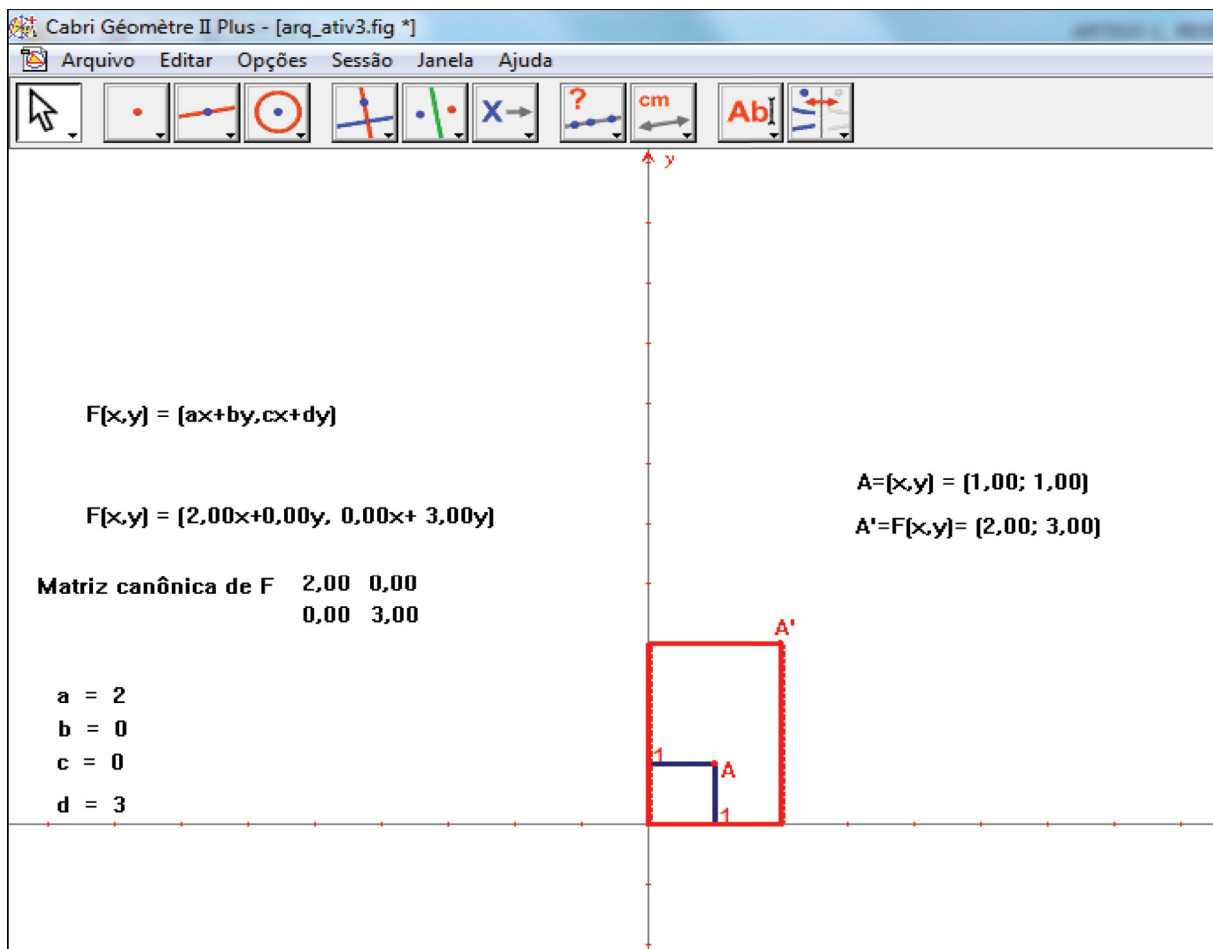 Cabri Géomètre II Plus - [arq_ativ3.fig *]
Arquivo Editar Opções Sessão Janela Ajuda
X
?
cm
Ab
y
F(x,y) = (ax+by,cx+dy)
A=(x,y) = (1,00; 1,00)
F(x,y) = (2,00x+0,00y, 0,00x+ 3,00y)
A'=F(x,y)= (2,00; 3,00)
Matriz canônica de F 2,00 0,00
0,00 3,00
A'
a = 2
b = 0
c = 0
d = 3
1
A
1